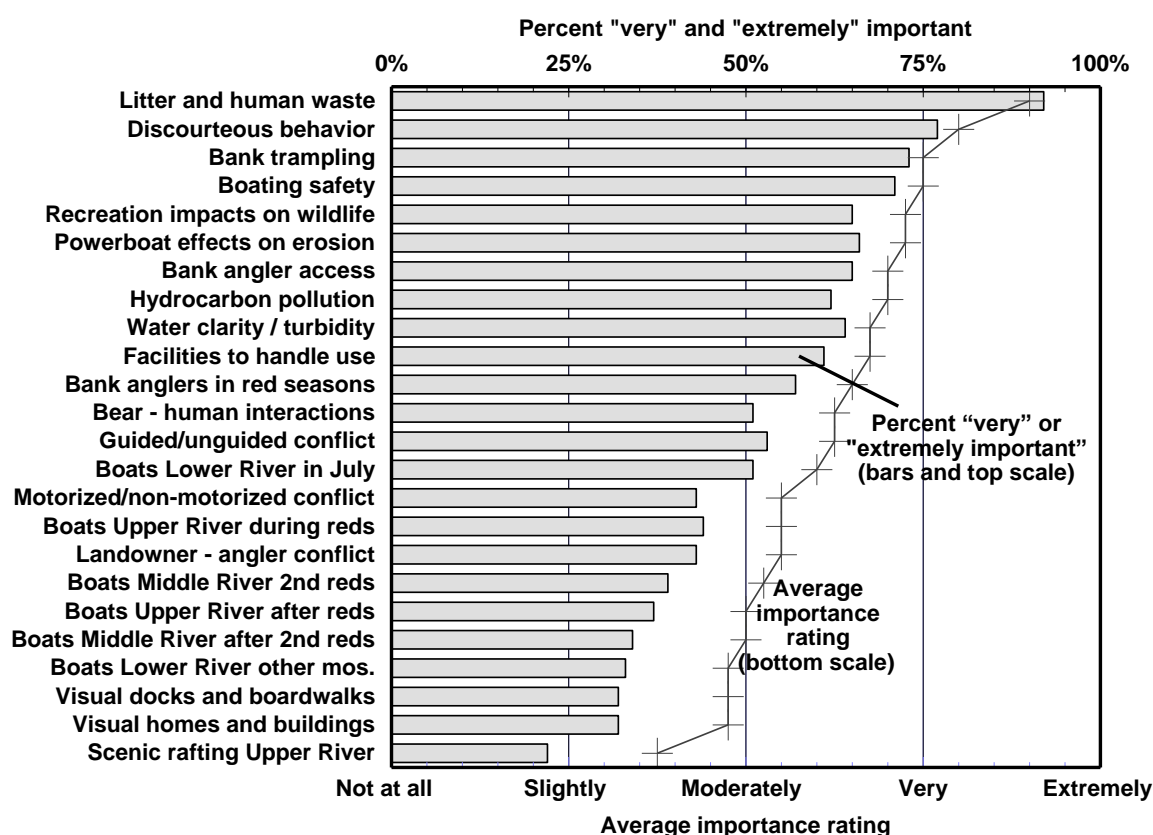 Percent "very" and "extremely" important
0% 25% 50% 75% 100%
Litter and human waste
Discourteous behavior
Bank trampling
Boating safety
Recreation impacts on wildlife
Powerboat effects on erosion
Bank angler access
Hydrocarbon pollution
Water clarity / turbidity
Facilities to handle use
Bank anglers in red seasons
Bear - human interactions
Guided/unguided conflict
Boats Lower River in July
Motorized/non-motorized conflict
Boats Upper River during reds
Landowner - angler conflict
Boats Middle River 2nd reds
Boats Upper River after reds
Boats Middle River after 2nd reds
Boats Lower River other mos.
Visual docks and boardwalks
Visual homes and buildings
Scenic rafting Upper River
Percent “very” or
"extremely important”
(bars and top scale)
Average
importance
rating
(bottom scale)
Not at all Slightly Moderately Very Extremely
Average importance rating